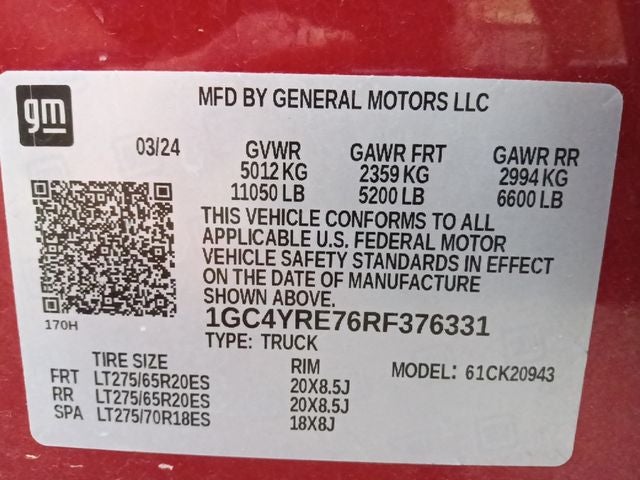 gm
MFD BY GENERAL MOTORS LLC
03/24 GVWR GAWR FRT GAWR RR
5012 KG 2359 KG 2994 KG
11050 LB 5200 LB 6600 LB
THIS VEHICLE CONFORMS TO ALL
APPLICABLE U.S. FEDERAL MOTOR
VEHICLE SAFETY STANDARDS IN EFFECT
ON THE DATE OF MANUFACTURE
SHOWN ABOVE.
170H
1GC4YRE76RF376331
TYPE: TRUCK
TIRE SIZE RIM MODEL: 61CK20943
FRT LT275/65R20ES 20X8.5J
RR LT275/65R20ES 20X8.5J
SPA LT275/70R18ES 18X8J